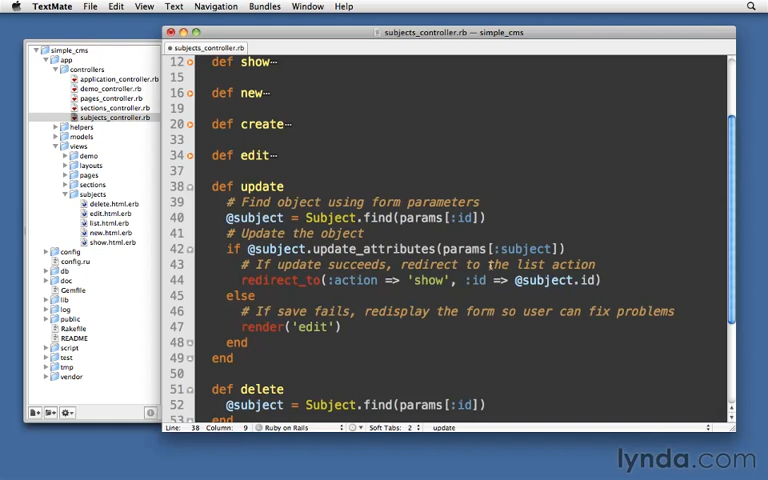 TextMate File Edit View Text Navigation Bundles Window Help
subjects_controller.rb — simple_cms
subjects_controller.rb
simple_cms
app
controllers
application_controller.rb
demo_controller.rb
pages_controller.rb
sections_controller.rb
subjects_controller.rb
helpers
models
views
demo
layouts
pages
sections
subjects
delete.html.erb
edit.html.erb
list.html.erb
new.html.erb
show.html.erb
config
config.ru
db
doc
Gemfile
lib
log
public
Rakefile
README
script
test
tmp
vendor
12 def show…
15
16 def new…
19
20 def create…
33
34 def edit…
37
38 def update
39 # Find object using form parameters
40 @subject = Subject.find(params[:id])
41 # Update the object
42 if @subject.update_attributes(params[:subject])
43 # If update succeeds, redirect to the list action
44 redirect_to(:action => 'show', :id => @subject.id)
45 else
46 # If save fails, redisplay the form so user can fix problems
47 render('edit')
48 end
49 end
50
51 def delete
52 @subject = Subject.find(params[:id])
53 end
Line: 38 Column: 9 Ruby on Rails Soft Tabs: 2 update
lynda.com